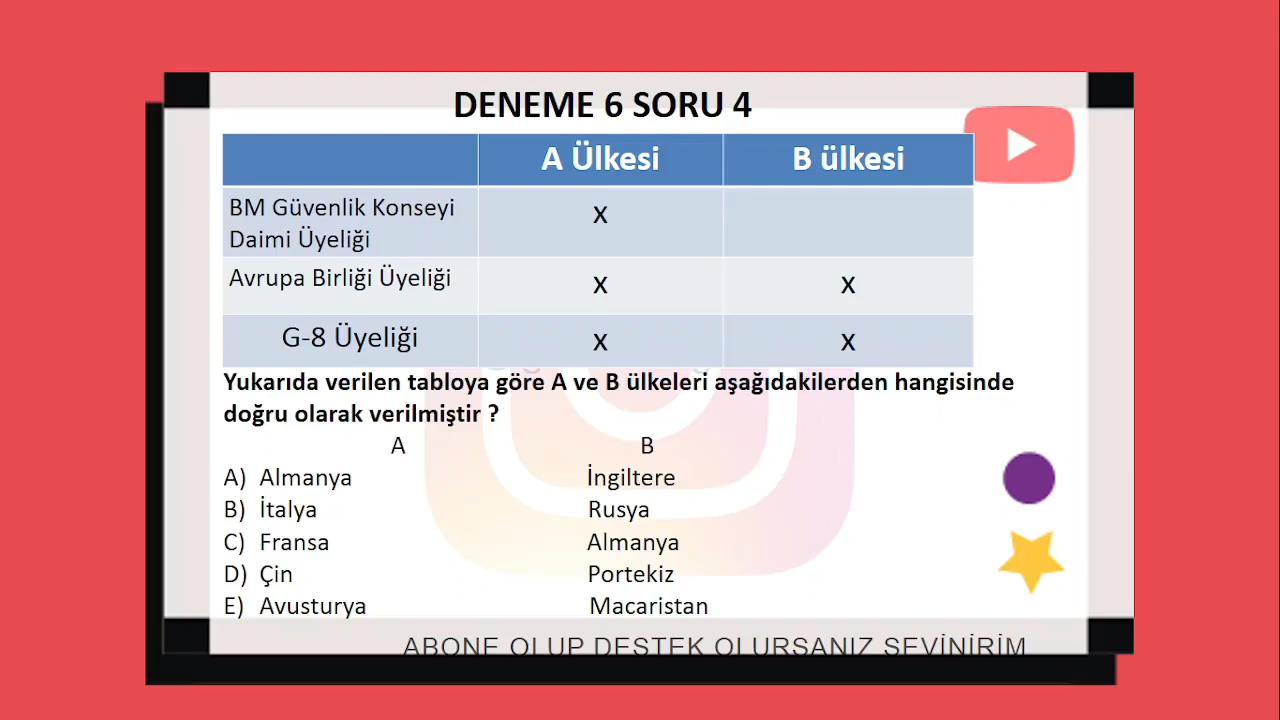 DENEME 6 SORU 4
A Ülkesi B ülkesi
BM Güvenlik Konseyi
Daimi Üyeliği x
Avrupa Birliği Üyeliği x x
G-8 Üyeliği x x
Yukarıda verilen tabloya göre A ve B ülkeleri aşağıdakilerden hangisinde
doğru olarak verilmiştir ?
A B
A) Almanya İngiltere
B) İtalya Rusya
C) Fransa Almanya
D) Çin Portekiz
E) Avusturya Macaristan
ABONE OLUP DESTEK OLURSANIZ SEVİNİRİM